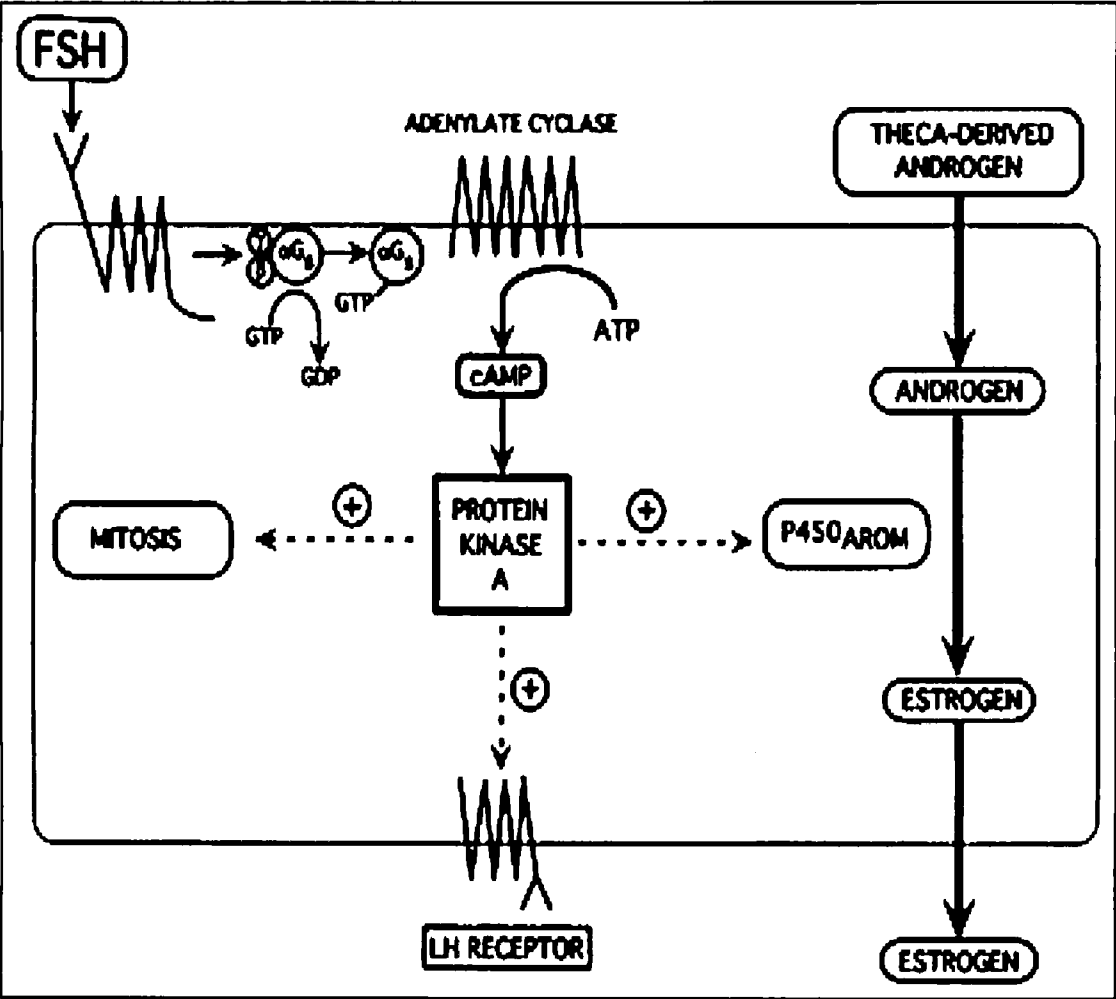 FSH
ADENYLATE CYCLASE
THECA-DERIVED
ANDROGEN
αGs
αGs
GTP
GTP
GDP
ATP
cAMP
ANDROGEN
+
+
MITOSIS
PROTEIN
KINASE
A
P450AROM
+
ESTROGEN
LH RECEPTOR
ESTROGEN